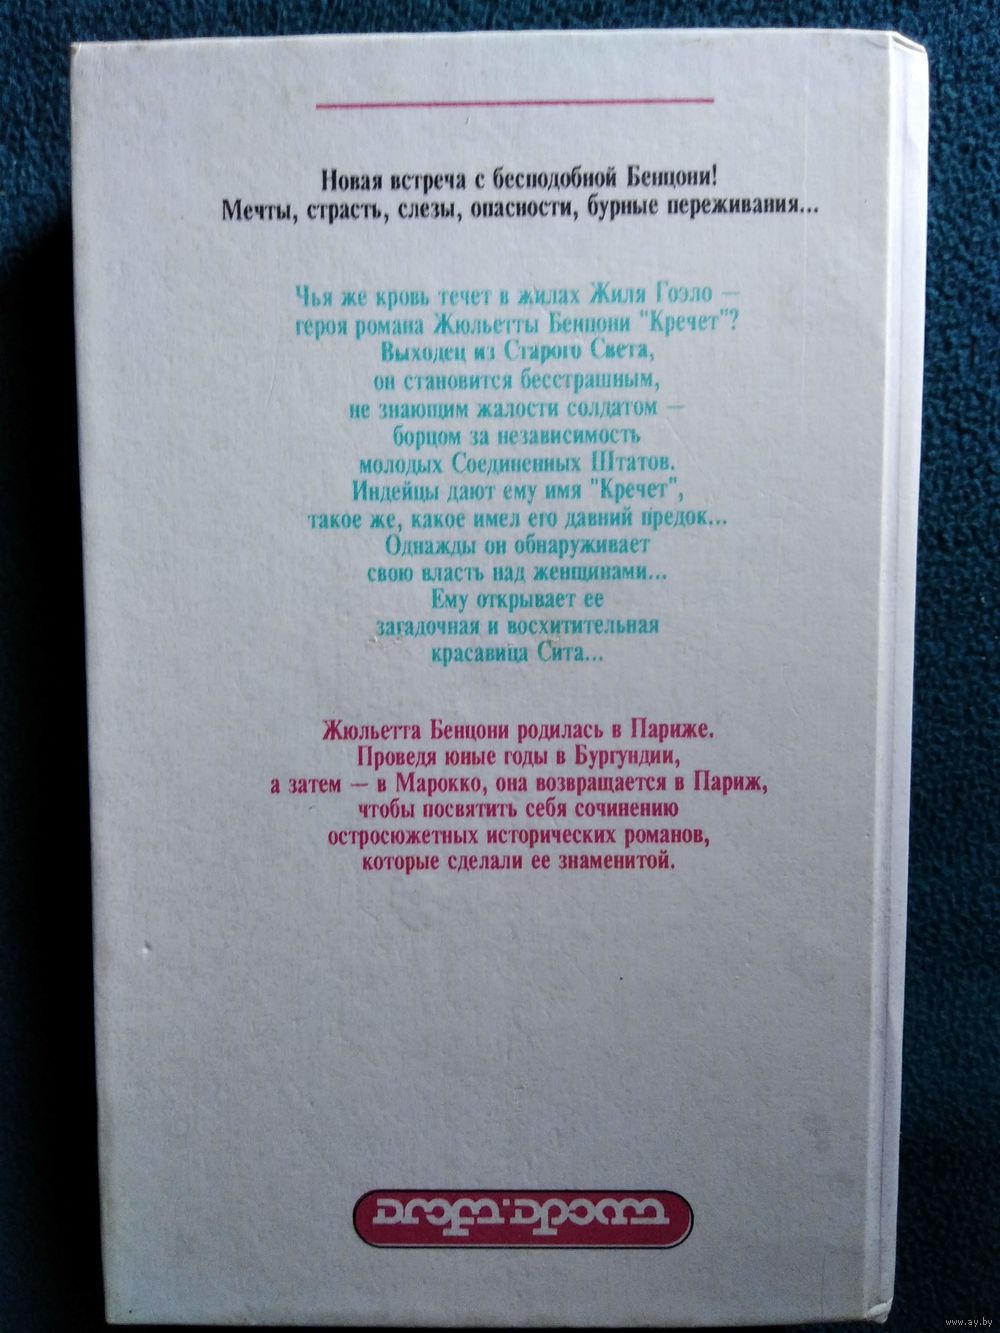 Новая встреча с бесподобной Бенцони!
Мечты, страсть, слезы, опасности, бурные переживания...
Чья же кровь течет в жилах Жиля Гоэло —
героя романа Жюльетты Бенцони "Кречет"?
Выходец из Старого Света,
он становится бесстрашным,
не знающим жалости солдатом —
борцом за независимость
молодых Соединенных Штатов.
Индейцы дают ему имя "Кречет",
такое же, какое имел его давний предок...
Однажды он обнаруживает
свою власть над женщинами...
Ему открывает ее
загадочная и восхитительная
красавица Сита...
Жюльетта Бенцони родилась в Париже.
Проведя юные годы в Бургундии,
а затем — в Марокко, она возвращается в Париж,
чтобы посвятить себя сочинению
остросюжетных исторических романов,
которые сделали ее знаменитой.
www.ay.by